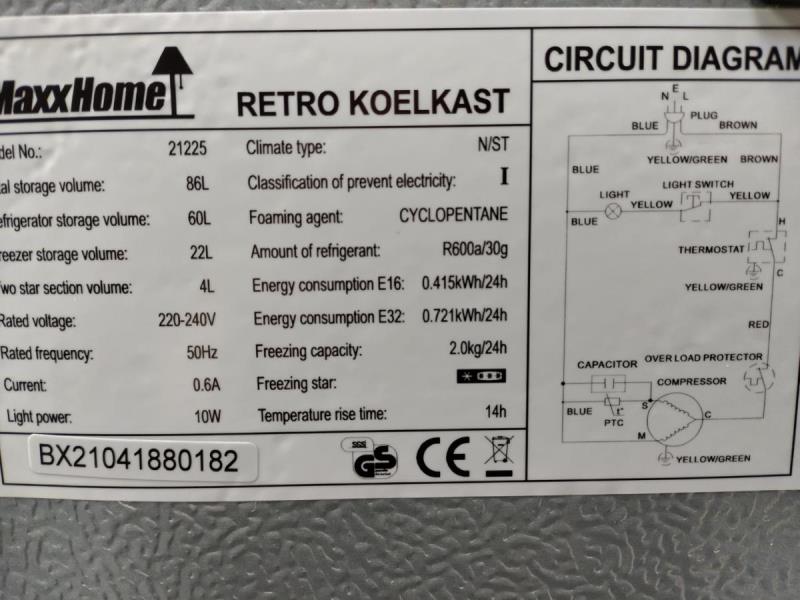 MaxxHome
RETRO KOELKAST
del No.: 21225
al storage volume: 86L
efrigerator storage volume: 60L
reezer storage volume: 22L
wo star section volume: 4L
Rated voltage: 220-240V
Rated frequency: 50Hz
Current: 0.6A
Light power: 10W
Climate type: N/ST
Classification of prevent electricity: I
Foaming agent: CYCLOPENTANE
Amount of refrigerant: R600a/30g
Energy consumption E16: 0.415kWh/24h
Energy consumption E32: 0.721kWh/24h
Freezing capacity: 2.0kg/24h
Freezing star:
Temperature rise time: 14h
BX21041880182
SGS
GS
CE
CIRCUIT DIAGRAM
N E L
PLUG
BLUE BROWN
YELLOW/GREEN BROWN
BLUE
LIGHT LIGHT SWITCH
YELLOW YELLOW
BLUE
H
THERMOSTAT
C
YELLOW/GREEN
RED
CAPACITOR OVER LOAD PROTECTOR
COMPRESSOR
BLUE t° S C
PTC
M
YELLOW/GREEN